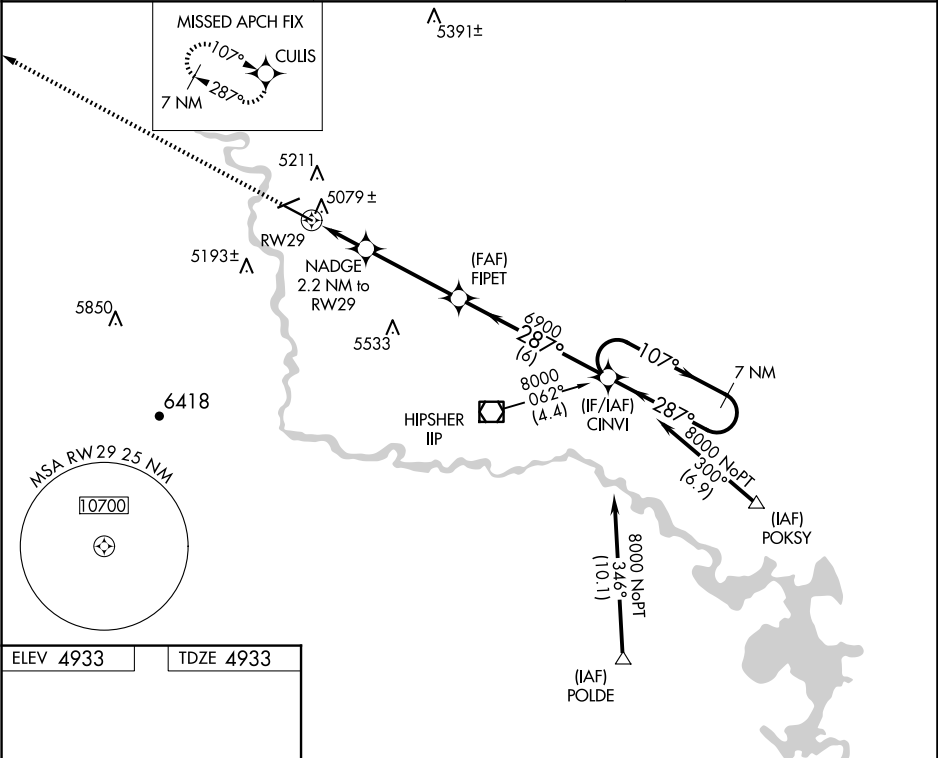 MISSED APCH FIX
107°
CULIS
287°
7 NM
5391±
5211
5079±
RW29
5193±
NADGE
2.2 NM to
RW29
(FAF)
FIPET
5850
5533
6900
287°
(6)
107°
7 NM
8000
062°
(4.4)
HIPSHER
IIP
(IF/IAF)
CINVI
287°
6418
8000 NoPT
300°
(6.9)
MSA RW29 25 NM
10700
(IAF)
POKSY
8000 NoPT
346°
(10.1)
(IAF)
POLDE
ELEV 4933
TDZE 4933